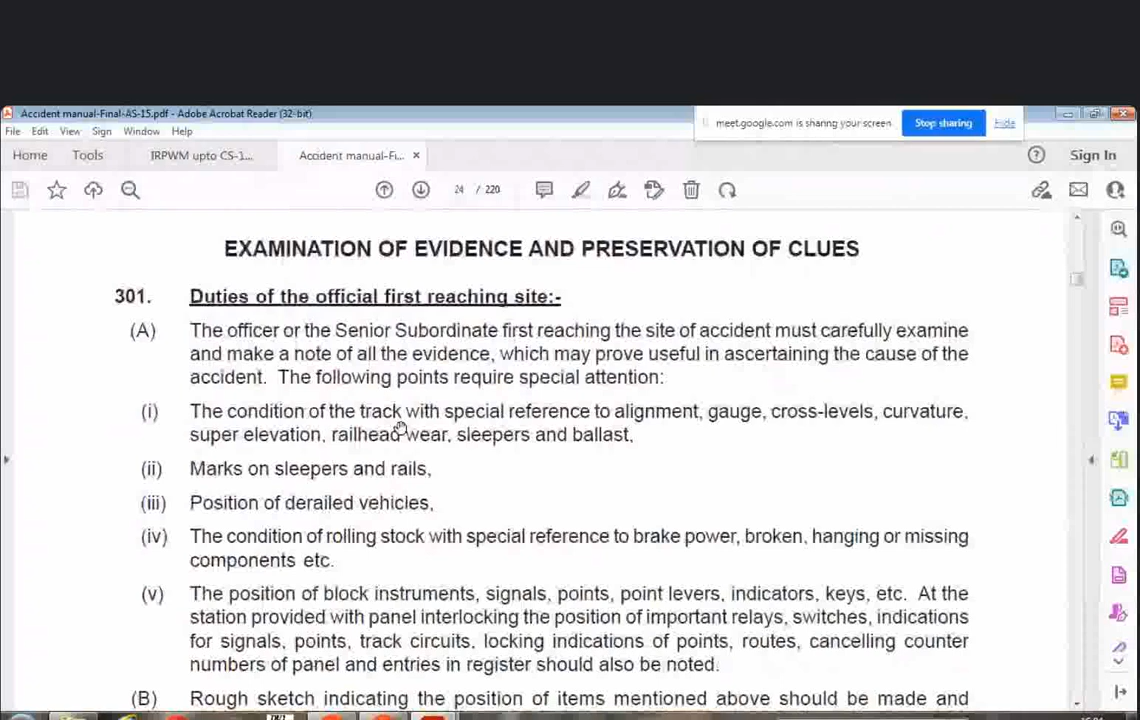 Accident manual-Final-AS-15.pdf - Adobe Acrobat Reader (32-bit)
meet.google.com is sharing your screen
Stop sharing
Hide
File Edit View Sign Window Help
Home Tools IRPWM upto CS-1... Accident manual-Fi... ×
Sign In
24 / 220
EXAMINATION OF EVIDENCE AND PRESERVATION OF CLUES
301. Duties of the official first reaching site:-
(A) The officer or the Senior Subordinate first reaching the site of accident must carefully examine
and make a note of all the evidence, which may prove useful in ascertaining the cause of the
accident. The following points require special attention:
(i) The condition of the track with special reference to alignment, gauge, cross-levels, curvature,
super elevation, railhead wear, sleepers and ballast,
(ii) Marks on sleepers and rails,
(iii) Position of derailed vehicles,
(iv) The condition of rolling stock with special reference to brake power, broken, hanging or missing
components etc.
(v) The position of block instruments, signals, points, point levers, indicators, keys, etc. At the
station provided with panel interlocking the position of important relays, switches, indications
for signals, points, track circuits, locking indications of points, routes, cancelling counter
numbers of panel and entries in register should also be noted.
(B) Rough sketch indicating the position of items mentioned above should be made and